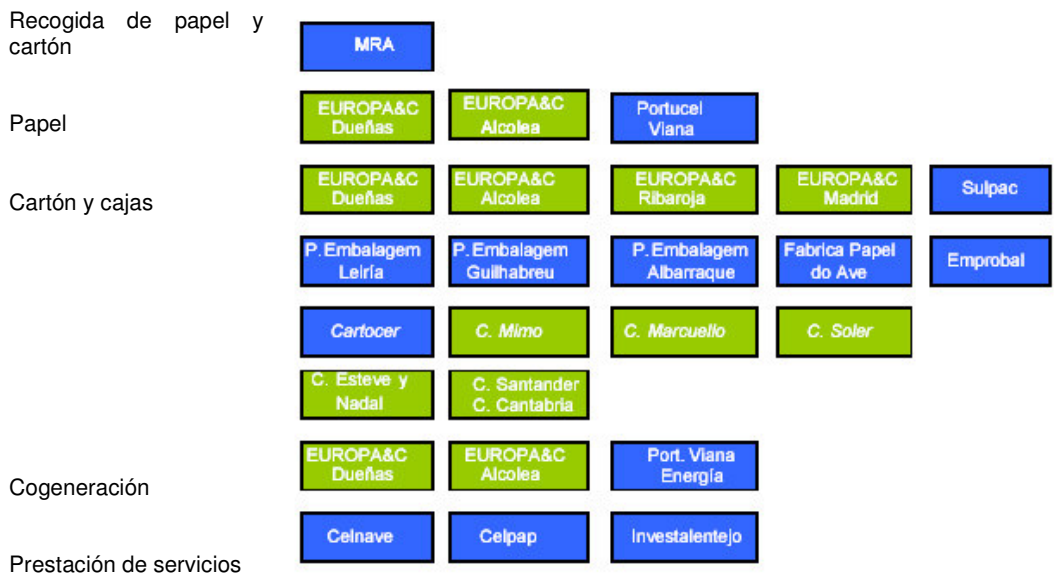 Recogida de papel y
cartón
MRA
Papel
EUROPA&C
Dueñas
EUROPA&C
Alcolea
Portucel
Viana
Cartón y cajas
EUROPA&C
Dueñas
EUROPA&C
Alcolea
EUROPA&C
Ribaroja
EUROPA&C
Madrid
Sulpac
P. Embalagem
Leiría
P. Embalagem
Guilhabreu
P. Embalagem
Albarraque
Fabrica Papel
do Ave
Emprobal
Cartocer
C. Mimo
C. Marcuello
C. Soler
C. Esteve y
Nadal
C. Santander
C. Cantabria
Cogeneración
EUROPA&C
Dueñas
EUROPA&C
Alcolea
Port. Viana
Energía
Prestación de servicios
Celnave
Celpap
Investalentejo